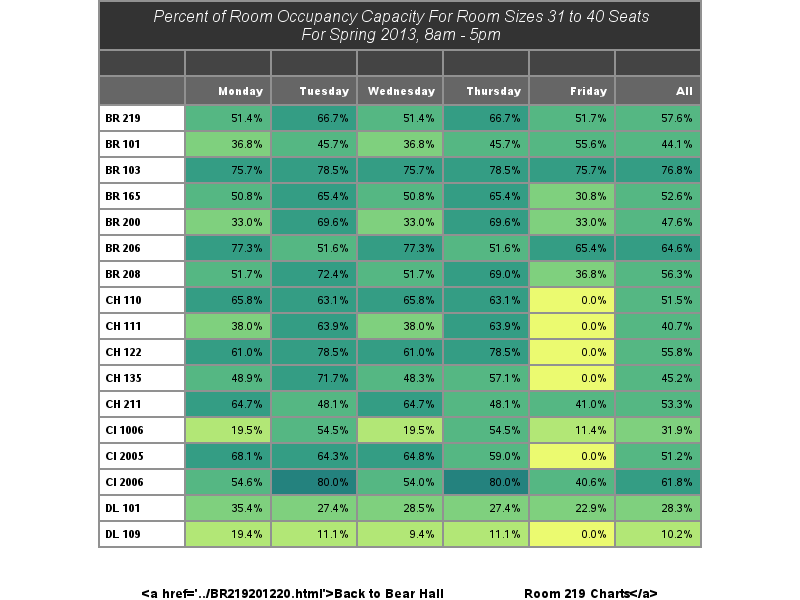 Percent of Room Occupancy Capacity For Room Sizes 31 to 40 Seats
For Spring 2013, 8am - 5pm
Monday Tuesday Wednesday Thursday Friday All
BR 219 51.4% 66.7% 51.4% 66.7% 51.7% 57.6%
BR 101 36.8% 45.7% 36.8% 45.7% 55.6% 44.1%
BR 103 75.7% 78.5% 75.7% 78.5% 75.7% 76.8%
BR 165 50.8% 65.4% 50.8% 65.4% 30.8% 52.6%
BR 200 33.0% 69.6% 33.0% 69.6% 33.0% 47.6%
BR 206 77.3% 51.6% 77.3% 51.6% 65.4% 64.6%
BR 208 51.7% 72.4% 51.7% 69.0% 36.8% 56.3%
CH 110 65.8% 63.1% 65.8% 63.1% 0.0% 51.5%
CH 111 38.0% 63.9% 38.0% 63.9% 0.0% 40.7%
CH 122 61.0% 78.5% 61.0% 78.5% 0.0% 55.8%
CH 135 48.9% 71.7% 48.3% 57.1% 0.0% 45.2%
CH 211 64.7% 48.1% 64.7% 48.1% 41.0% 53.3%
CI 1006 19.5% 54.5% 19.5% 54.5% 11.4% 31.9%
CI 2005 68.1% 64.3% 64.8% 59.0% 0.0% 51.2%
CI 2006 54.6% 80.0% 54.0% 80.0% 40.6% 61.8%
DL 101 35.4% 27.4% 28.5% 27.4% 22.9% 28.3%
DL 109 19.4% 11.1% 9.4% 11.1% 0.0% 10.2%
<a href='../BR219201220.html'>Back to Bear Hall Room 219 Charts</a>